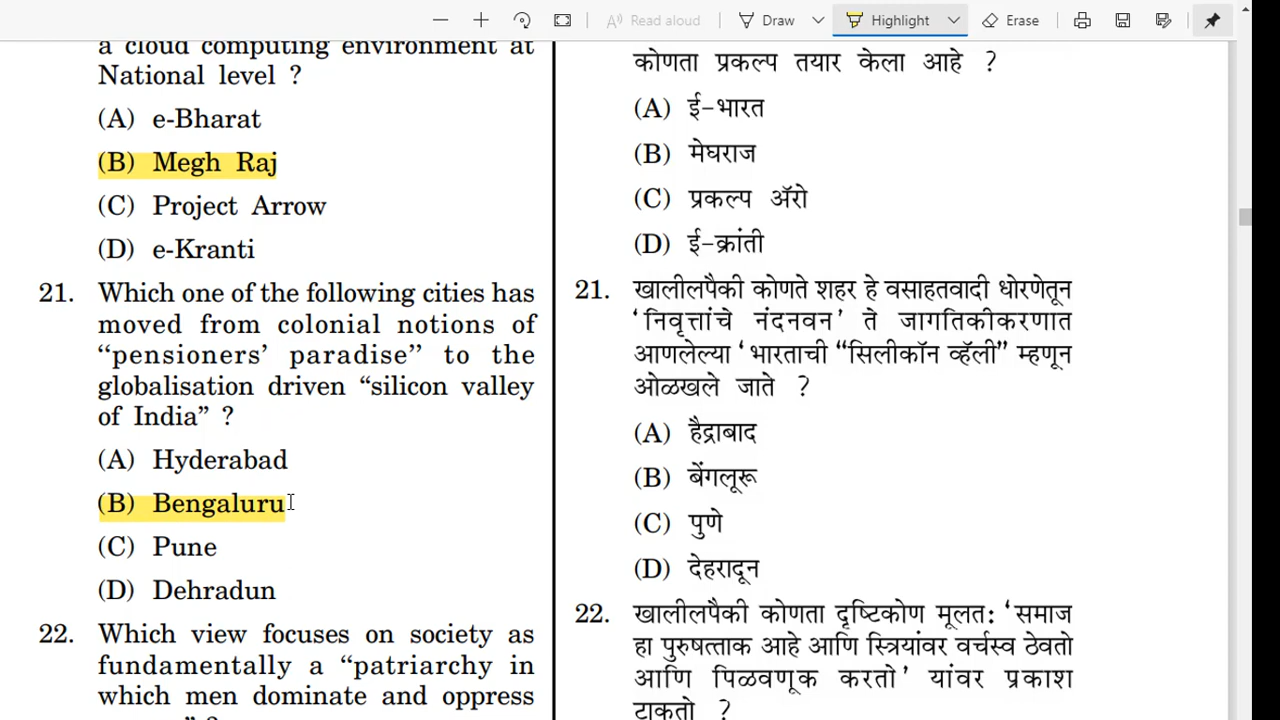 Read aloud
Draw
Highlight
Erase
a cloud computing environment at
National level ?
(A) e-Bharat
(B) Megh Raj
(C) Project Arrow
(D) e-Kranti
21. Which one of the following cities has
moved from colonial notions of
“pensioners’ paradise” to the
globalisation driven “silicon valley
of India” ?
(A) Hyderabad
(B) Bengaluru
(C) Pune
(D) Dehradun
22. Which view focuses on society as
fundamentally a “patriarchy in
which men dominate and oppress
कोणता प्रकल्प तयार केला आहे ?
(A) ई-भारत
(B) मेघराज
(C) प्रकल्प ॲरो
(D) ई-क्रांती
21. खालीलपैकी कोणते शहर हे वसाहतवादी धोरणेतून
‘निवृत्तांचे नंदनवन’ ते जागतिकीकरणात
आणलेल्या ‘भारताची “सिलीकॉन व्हॅली” म्हणून
ओळखले जाते ?
(A) हैद्राबाद
(B) बेंगलूरू
(C) पुणे
(D) देहरादून
22. खालीलपैकी कोणता दृष्टिकोण मूलत: ‘समाज
हा पुरुषत्ताक आहे आणि स्त्रियांवर वर्चस्व ठेवतो
आणि पिळवणूक करतो’ यांवर प्रकाश
टाकतो ?